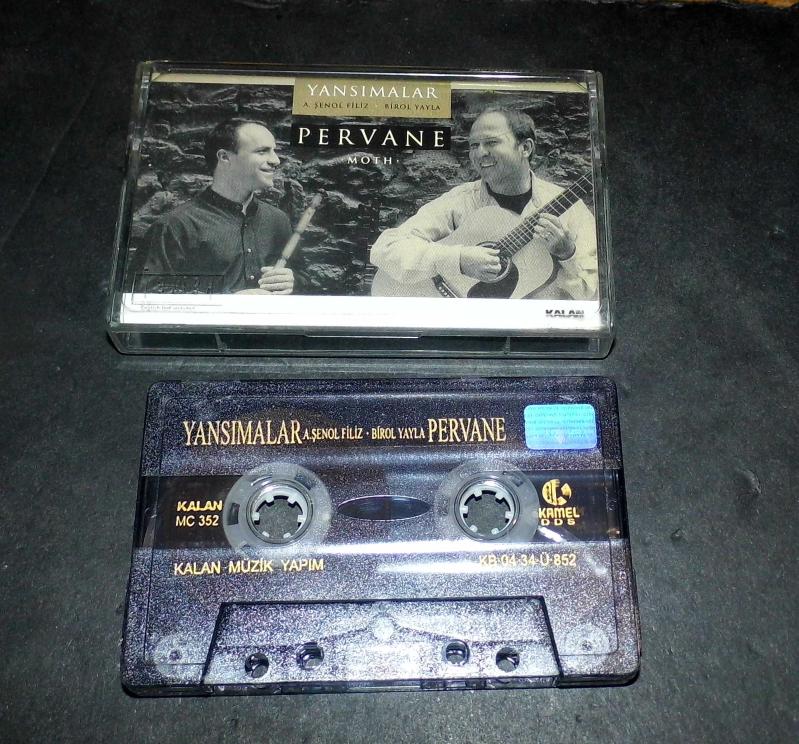 YANSIMALAR
A. ŞENOL FİLİZ · BİROL YAYLA
PERVANE
·MOTH·
KALAN
YANSIMALAR A.ŞENOL FİLİZ · BİROL YAYLA PERVANE
KALAN
MC 352
KAMEL
DDS
KALAN MÜZİK YAPIM
KB·04·34·Ü·852